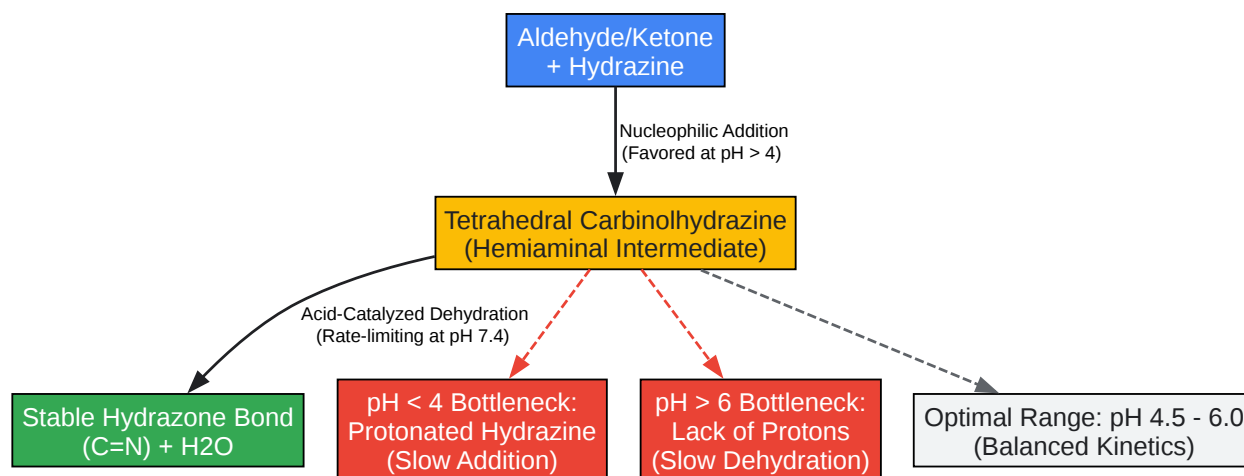 Aldehyde/Ketone
+ Hydrazine
Nucleophilic Addition
(Favored at pH > 4)
Tetrahedral Carbinolhydrazine
(Hemiaminal Intermediate)
Acid-Catalyzed Dehydration
(Rate-limiting at pH 7.4)
Stable Hydrazone Bond
(C=N) + H2O
pH < 4 Bottleneck:
Protonated Hydrazine
(Slow Addition)
pH > 6 Bottleneck:
Lack of Protons
(Slow Dehydration)
Optimal Range: pH 4.5 - 6.0
(Balanced Kinetics)